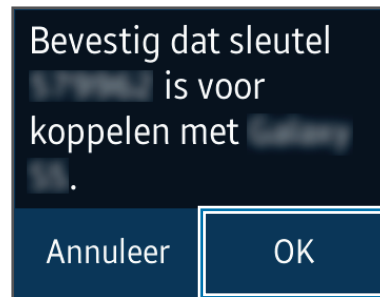 Bevestig dat sleutel
is voor
koppelen met
.
Annuleer OK